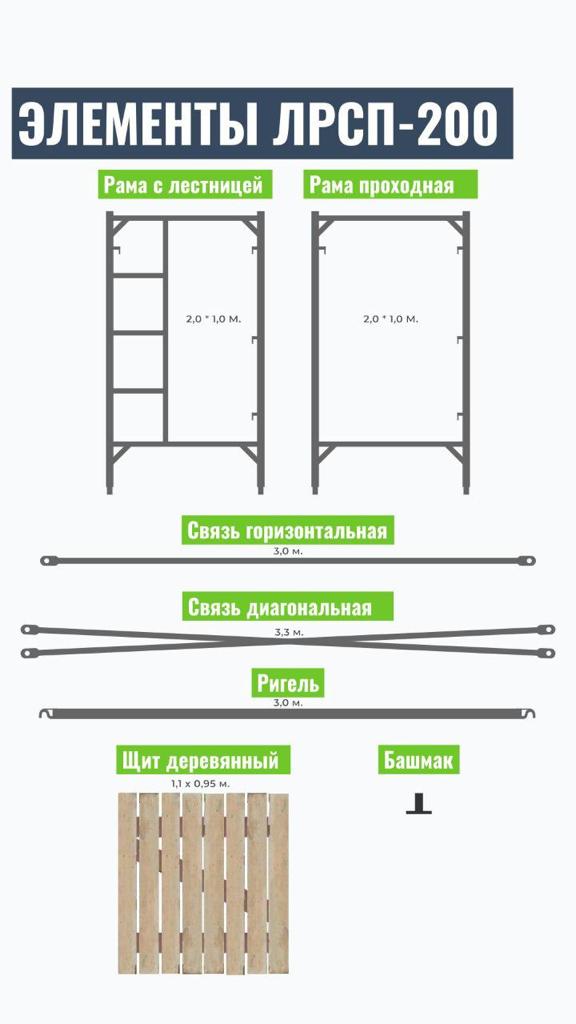 ЭЛЕМЕНТЫ ЛРСП-200
Рама с лестницей
Рама проходная
2,0 * 1,0 м.
2,0 * 1,0 м.
Связь горизонтальная
3,0 м.
Связь диагональная
3,3 м.
Ригель
3,0 м.
Щит деревянный
Башмак
1,1 х 0,95 м.